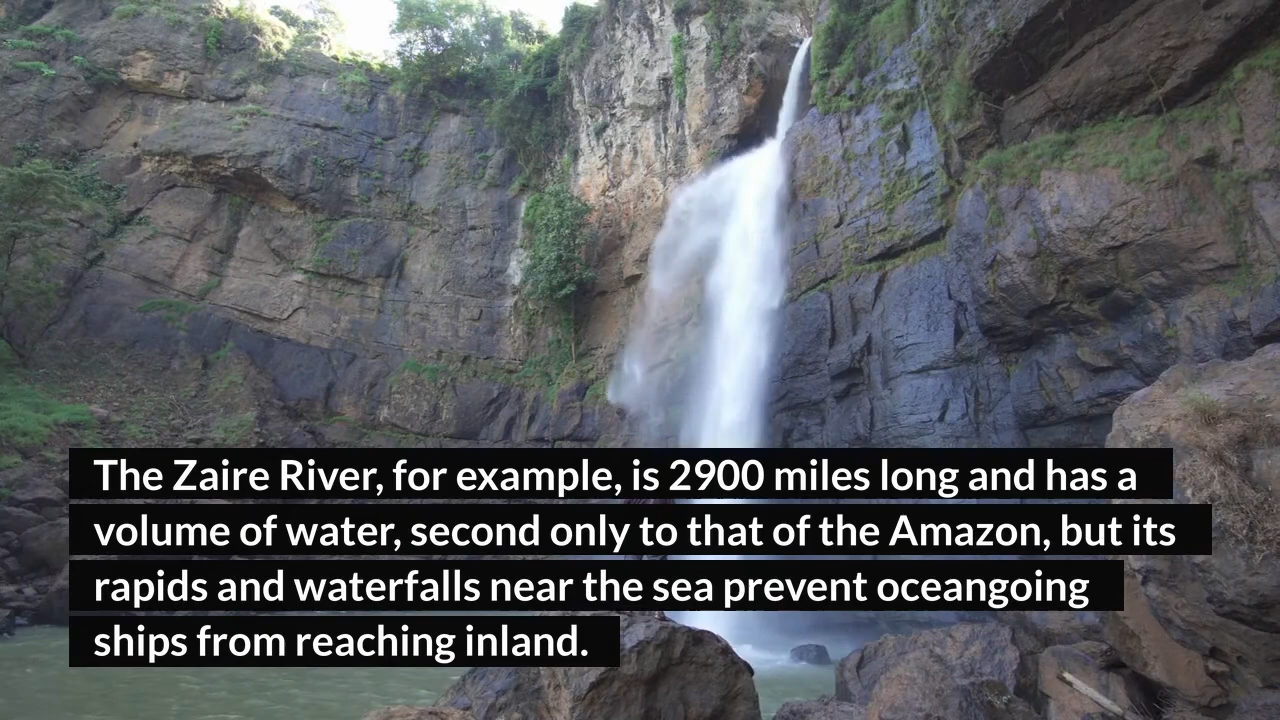 The Zaire River, for example, is 2900 miles long and has a
volume of water, second only to that of the Amazon, but its
rapids and waterfalls near the sea prevent oceangoing
ships from reaching inland.